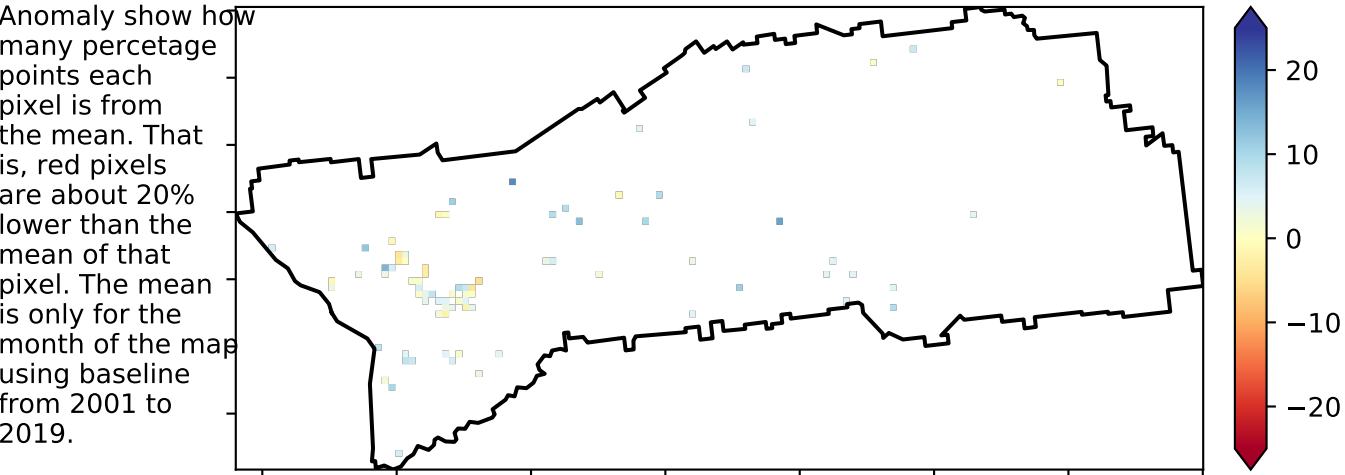 Anomaly show how
many percetage
points each
pixel is from
the mean. That
is, red pixels
are about 20%
lower than the
mean of that
pixel. The mean
is only for the
month of the map
using baseline
from 2001 to
2019.
20
10
0
−10
−20